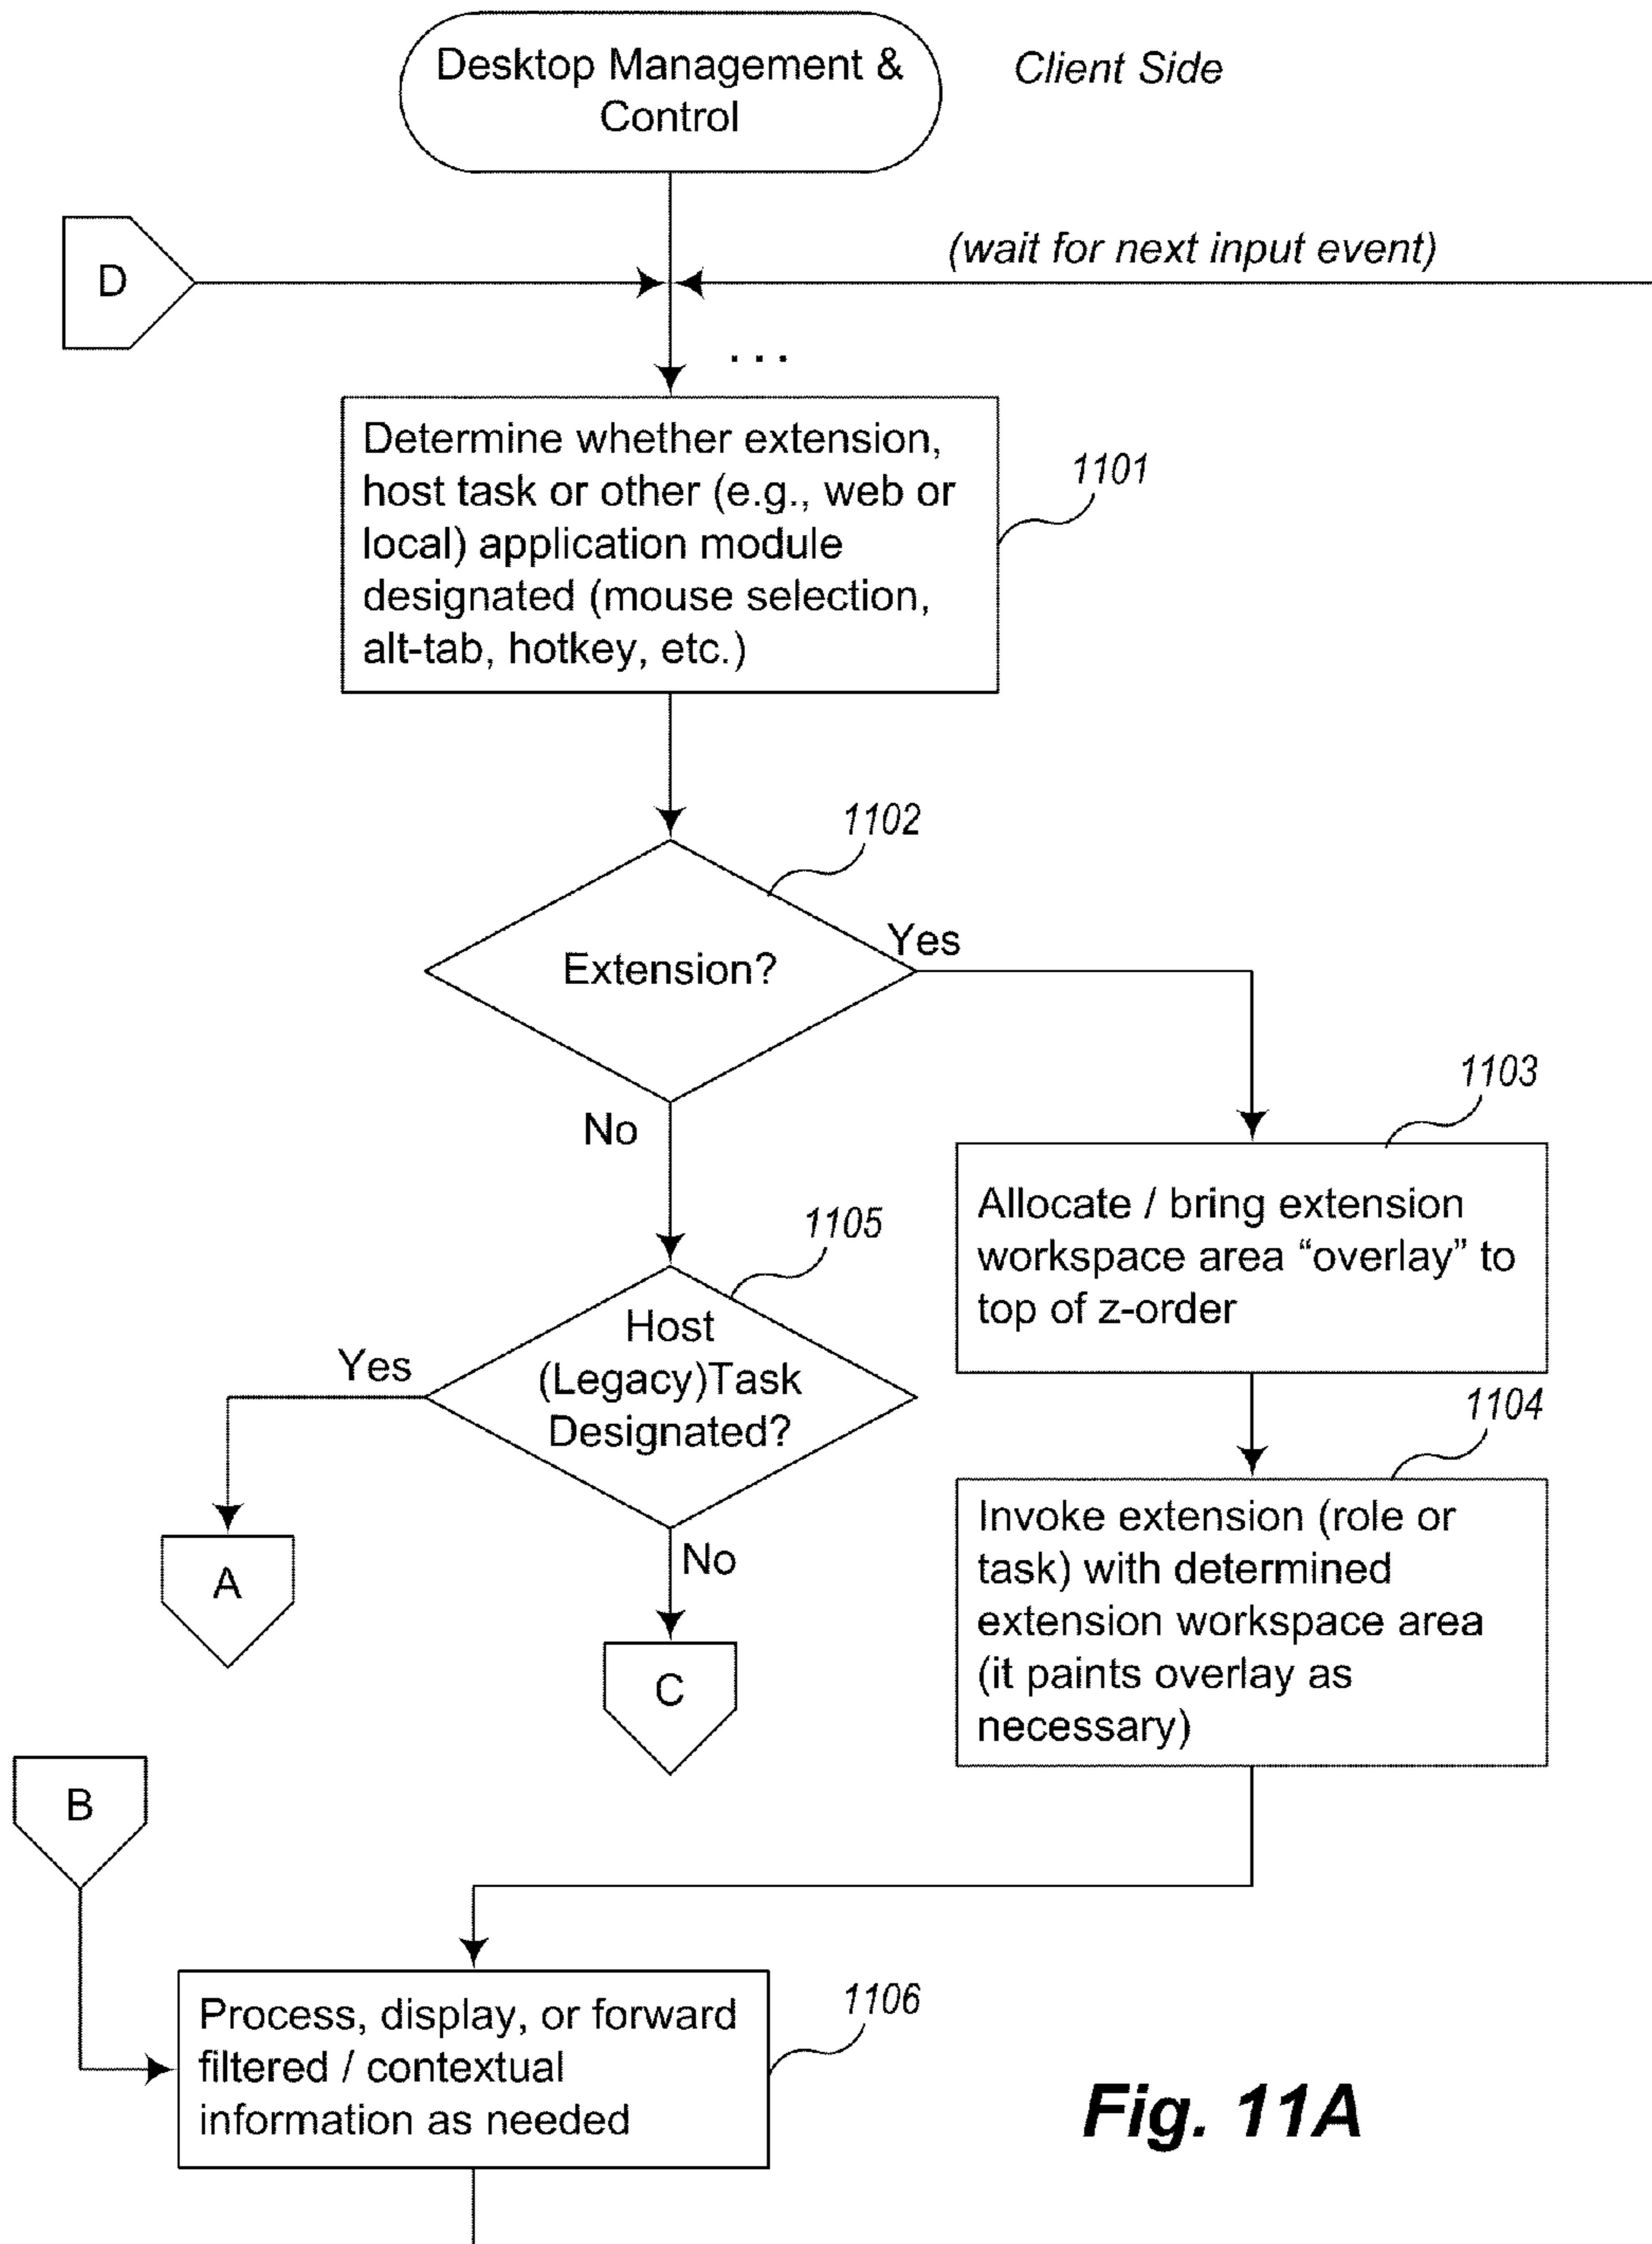 Desktop Management &
Control
Client Side
D
(wait for next input event)
...
Determine whether extension,
host task or other (e.g., web or
local) application module
designated (mouse selection,
alt-tab, hotkey, etc.)
1101
1102
Extension?
Yes
No
1103
Allocate / bring extension
workspace area “overlay” to
top of z-order
1105
Host
(Legacy)Task
Designated?
Yes
No
A
C
1104
Invoke extension (role or
task) with determined
extension workspace area
(it paints overlay as
necessary)
B
1106
Process, display, or forward
filtered / contextual
information as needed
Fig. 11A